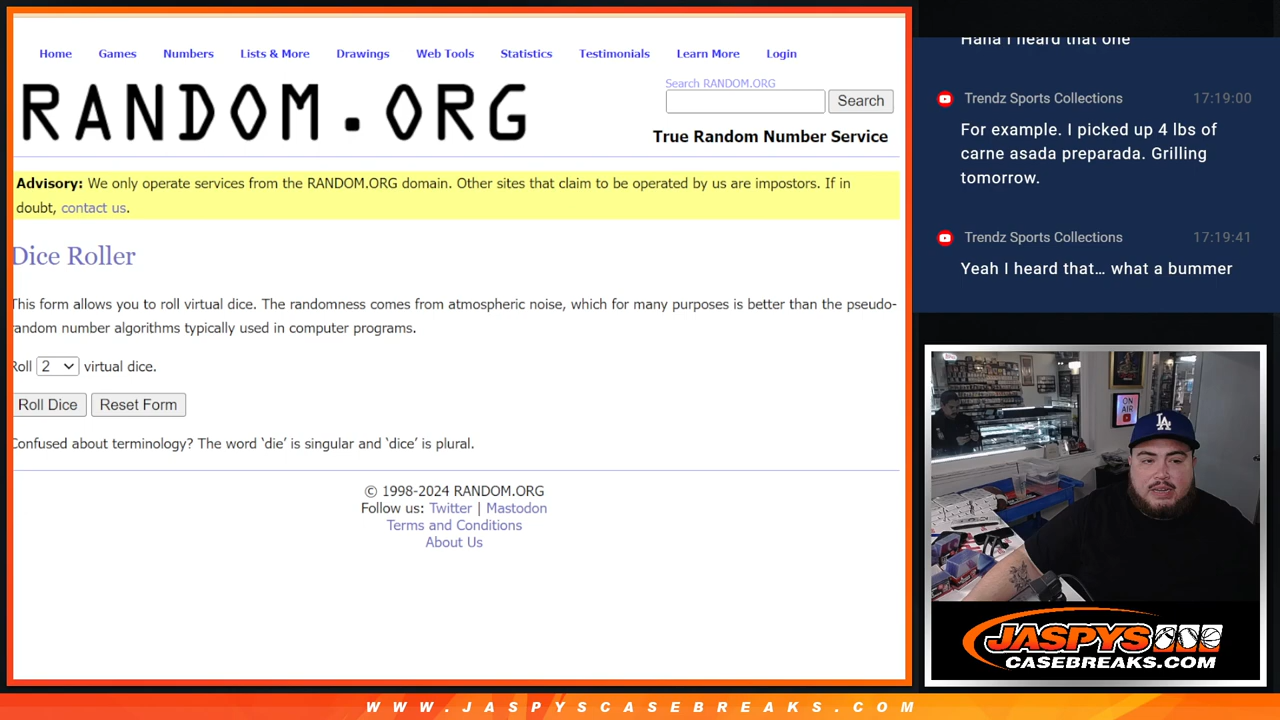 Home Games Numbers Lists & More Drawings Web Tools Statistics Testimonials Learn More Login
RANDOM.ORG
Search RANDOM.ORG
Search
True Random Number Service
Advisory: We only operate services from the RANDOM.ORG domain. Other sites that claim to be operated by us are impostors. If in
doubt, contact us.
Dice Roller
This form allows you to roll virtual dice. The randomness comes from atmospheric noise, which for many purposes is better than the pseudo-
random number algorithms typically used in computer programs.
Roll 2 virtual dice.
Roll Dice Reset Form
Confused about terminology? The word ‘die’ is singular and ‘dice’ is plural.
© 1998-2024 RANDOM.ORG
Follow us: Twitter | Mastodon
Terms and Conditions
About Us
Haha I heard that one
Trendz Sports Collections 17:19:00
For example. I picked up 4 lbs of
carne asada preparada. Grilling
tomorrow.
Trendz Sports Collections 17:19:41
Yeah I heard that… what a bummer
ON
AIR
LA
JASPYS
CASEBREAKS.COM
WWW.JASPYSCASEBREAKS.COM